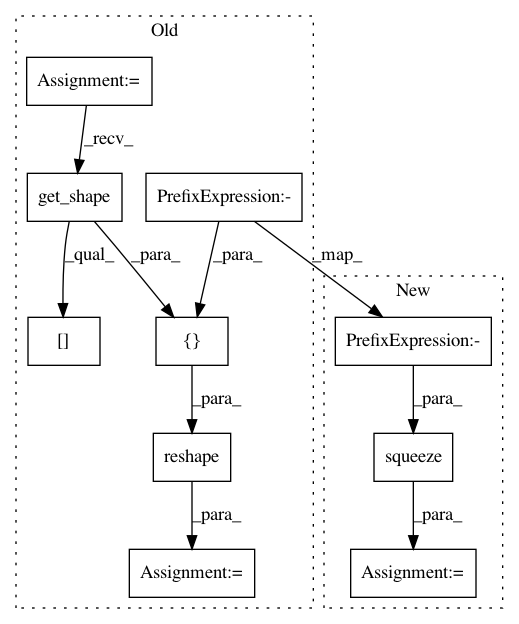 Old
Assignment:=
_recv_
get_shape
PrefixExpression:-
_qual_
_para_
_para_
_map_
New
[]
{}
PrefixExpression:-
_para_
_para_
reshape
squeeze
_para_
_para_
Assignment:=
Assignment:=